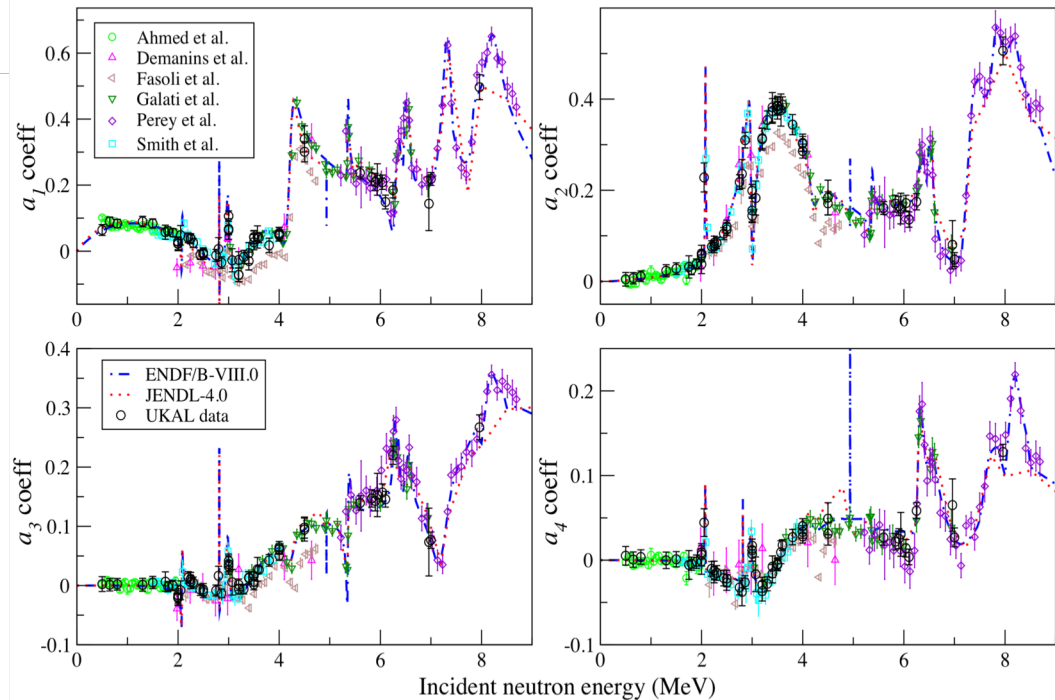 a1 coeff
0.6
0.4
0.2
0
Ahmed et al.
Demanins et al.
Fasoli et al.
Galati et al.
Perey et al.
Smith et al.
0 2 4 6 8
a2 coeff
0.4
0.2
0
0 2 4 6 8
a3 coeff
0.4
0.3
0.2
0.1
0
-0.1
ENDF/B-VIII.0
JENDL-4.0
UKAL data
0 2 4 6 8
a4 coeff
0.2
0.1
0
-0.1
0 2 4 6 8
Incident neutron energy (MeV)